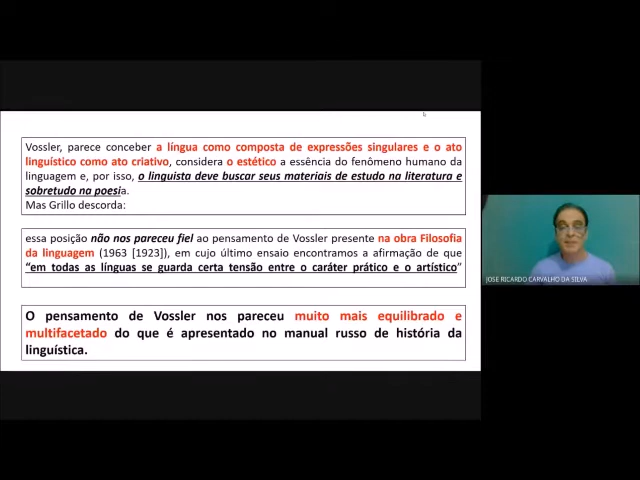 Vossler, parece conceber a língua como composta de expressões singulares e o ato
linguístico como ato criativo, considera o estético a essência do fenômeno humano da
linguagem e, por isso, o linguista deve buscar seus materiais de estudo na literatura e
sobretudo na poesia.
Mas Grillo descorda:
essa posição não nos pareceu fiel ao pensamento de Vossler presente na obra Filosofia
da linguagem (1963 [1923]), em cujo último ensaio encontramos a afirmação de que
“em todas as línguas se guarda certa tensão entre o caráter prático e o artístico”
O pensamento de Vossler nos pareceu muito mais equilibrado e
multifacetado do que é apresentado no manual russo de história da
linguística.
JOSE RICARDO CARVALHO DA SILVA